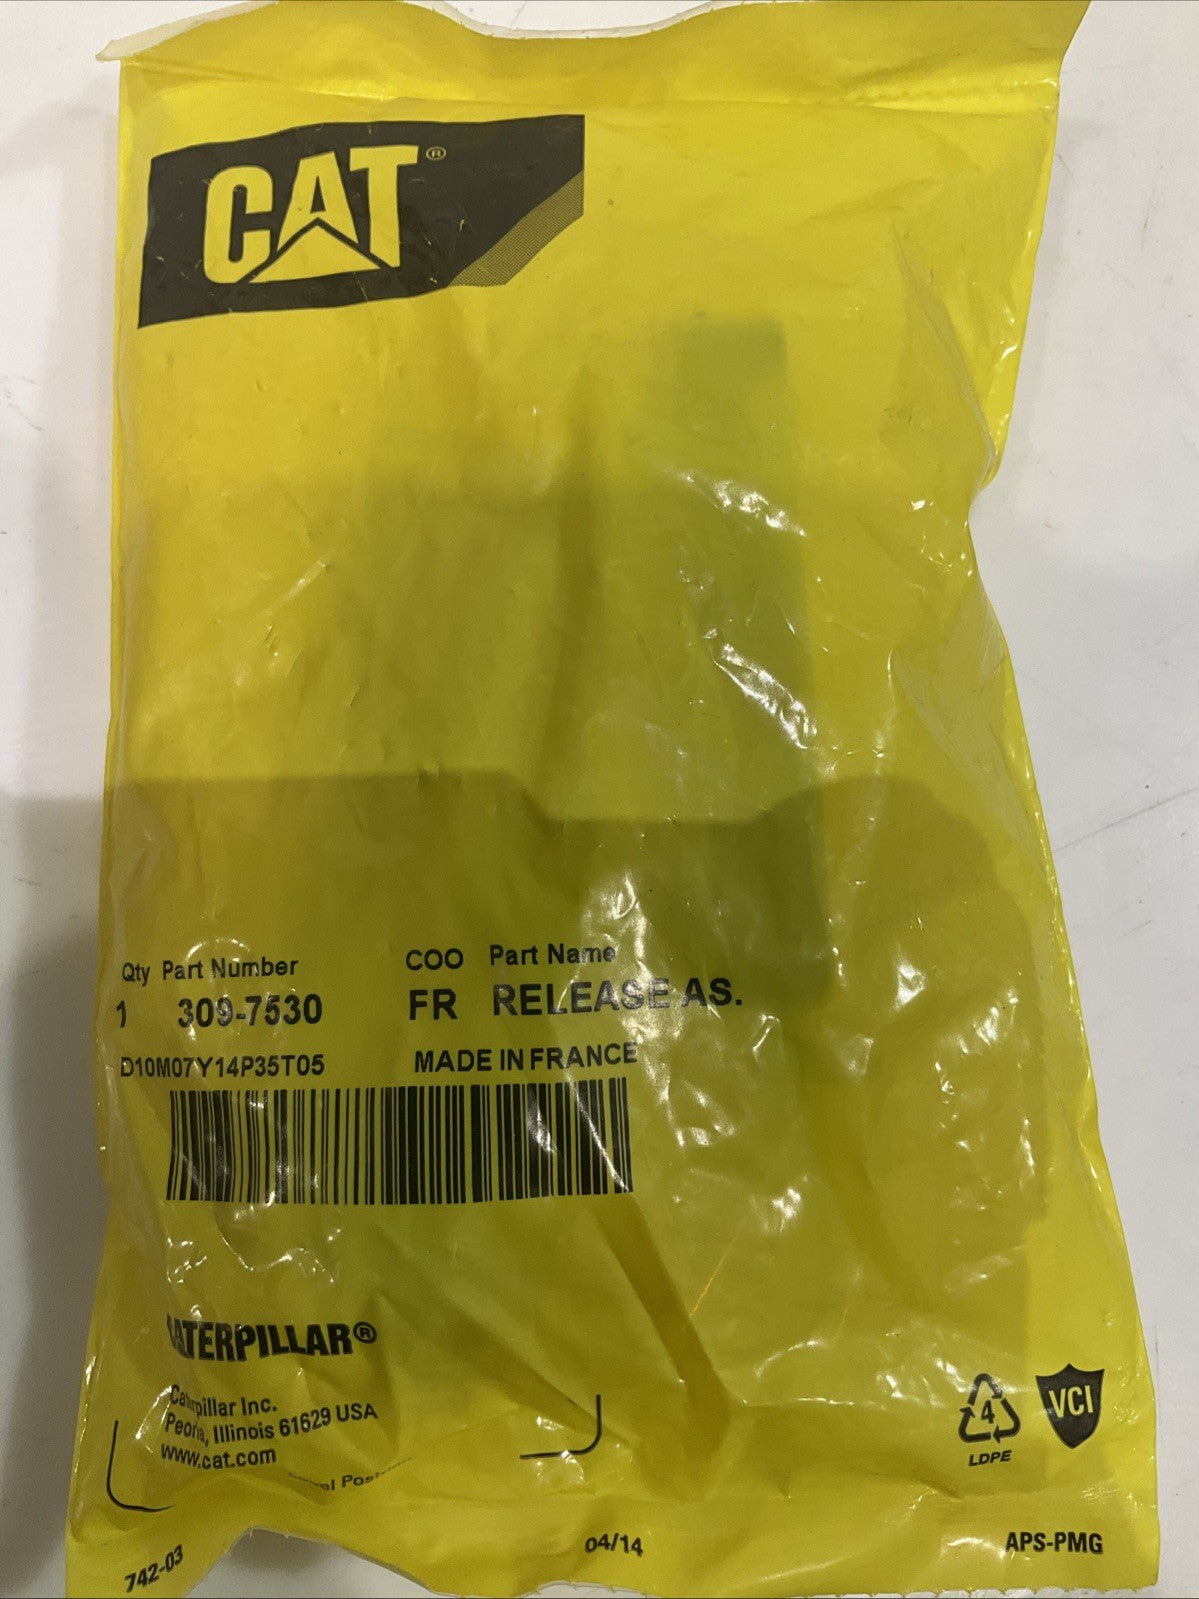 CAT®
Qty Part Number COO Part Name
1 309-7530 FR RELEASE AS.
D10M07Y14P35T05 MADE IN FRANCE
CATERPILLAR®
Caterpillar Inc.
Peoria, Illinois 61629 USA
www.cat.com
4
LDPE
VCI
742-03
04/14
APS-PMG